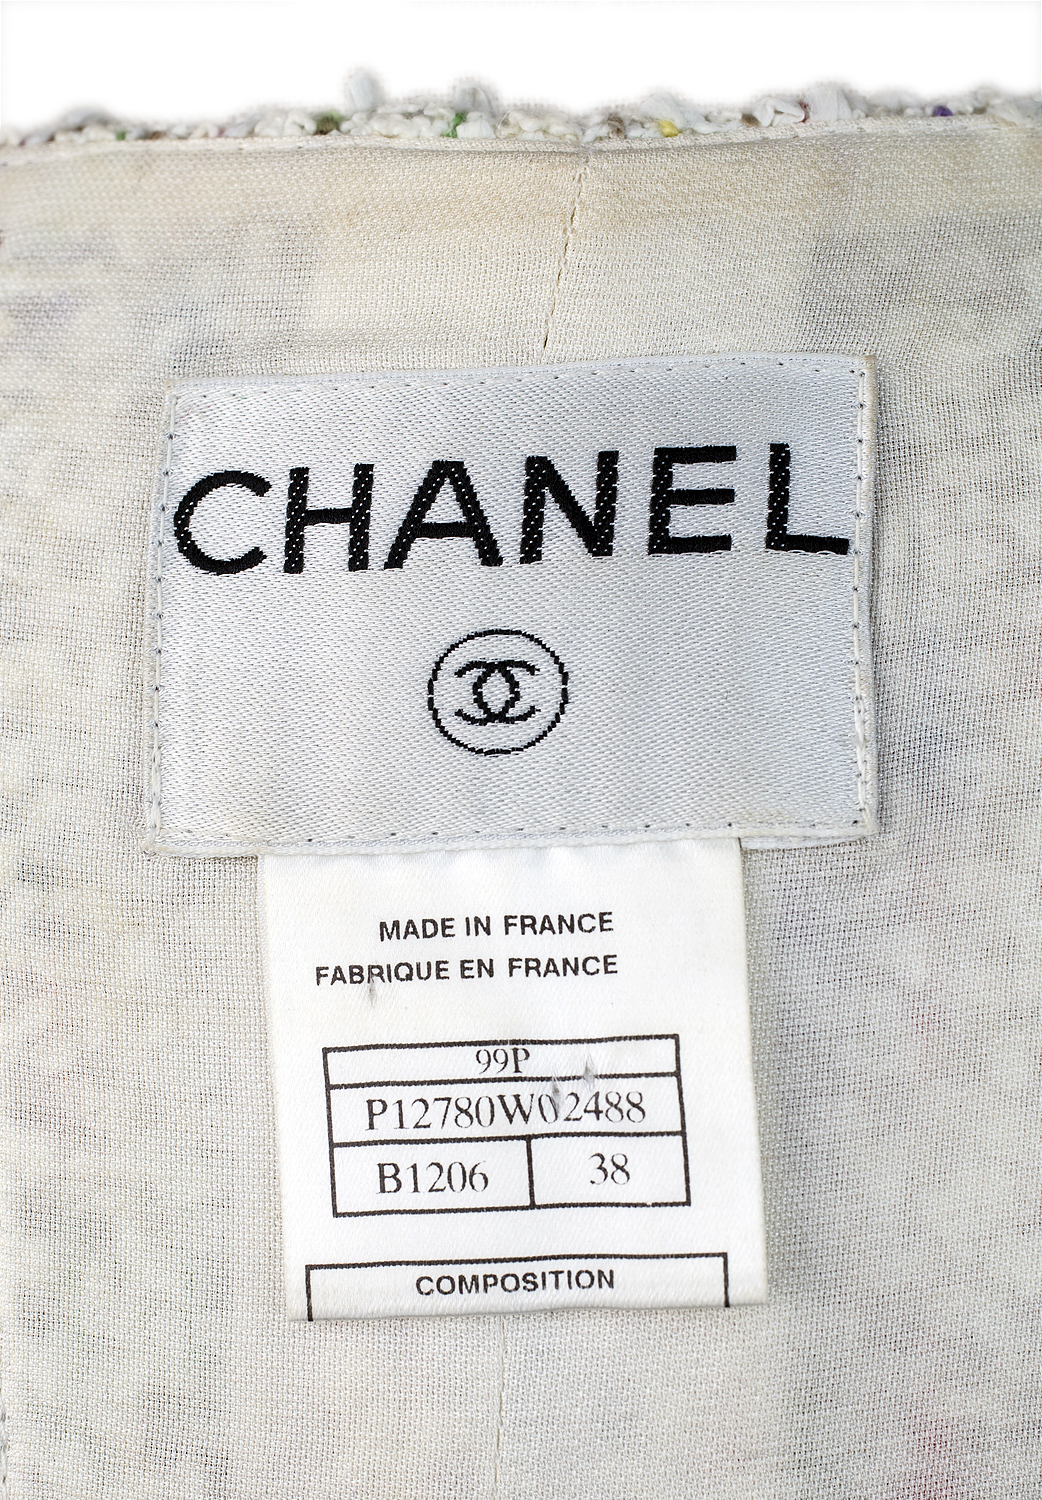 CHANEL
MADE IN FRANCE
FABRIQUE EN FRANCE
99P
P12780W02488
B1206 38
COMPOSITION